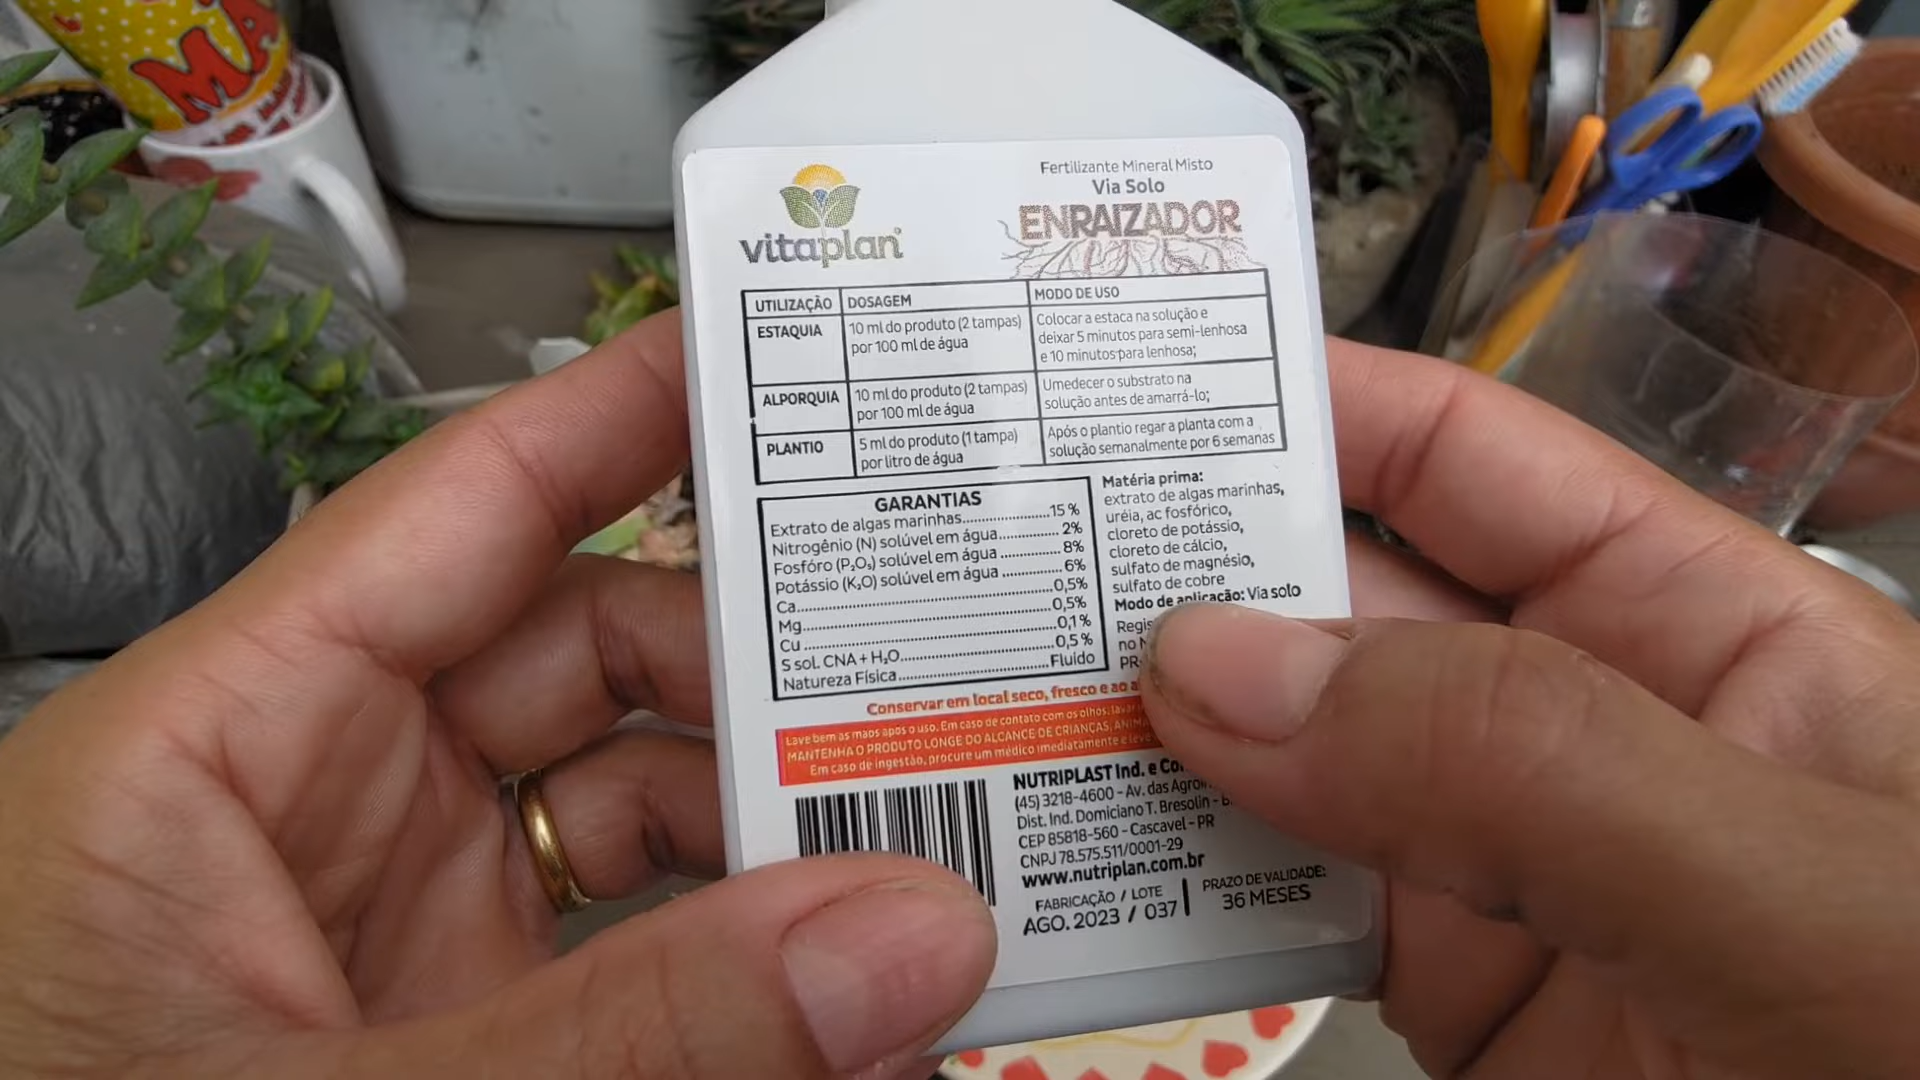 MA
vitaplan
Fertilizante Mineral Misto
Via Solo
ENRAIZADOR
UTILIZAÇÃO DOSAGEM MODO DE USO
ESTAQUIA
10 ml do produto (2 tampas)
por 100 ml de água
Colocar a estaca na solução e
deixar 5 minutos para semi-lenhosa
e 10 minutos para lenhosa;
ALPORQUIA
10 ml do produto (2 tampas)
por 100 ml de água
Umedecer o substrato na
solução antes de amarrá-lo;
PLANTIO
5 ml do produto (1 tampa)
por litro de água
Após o plantio regar a planta com a
solução semanalmente por 6 semanas
GARANTIAS
Extrato de algas marinhas....................15 %
Nitrogênio (N) solúvel em água.............. 2%
Fosfóro (P₂O₅) solúvel em água .............. 8%
Potássio (K₂O) solúvel em água .............. 6%
Ca............................................................0,5%
Mg...........................................................0,5%
Cu ...........................................................0,1 %
S sol. CNA + H₂O...................................0,5 %
Natureza Física...................................Fluído
Matéria prima:
extrato de algas marinhas,
uréia, ac fosfórico,
cloreto de potássio,
cloreto de cálcio,
sulfato de magnésio,
sulfato de cobre
Modo de aplicação: Via solo
Regis
no
PR-
Conservar em local seco, fresco e ao a
Lave bem as mãos após o uso. Em caso de contato com os olhos, lavar
MANTENHA O PRODUTO LONGE DO ALCANCE DE CRIANÇAS, ANIMA
Em caso de ingestão, procure um médico imediatamente e leve
NUTRIPLAST Ind. e Co
(45) 3218-4600 - Av. das Agroin
Dist. Ind. Domiciano T. Bresolin - B
CEP 85818-560 - Cascavel - PR
CNPJ 78.575.511/0001-29
www.nutriplan.com.br
FABRICAÇÃO / LOTE
AGO. 2023 / 037
PRAZO DE VALIDADE:
36 MESES